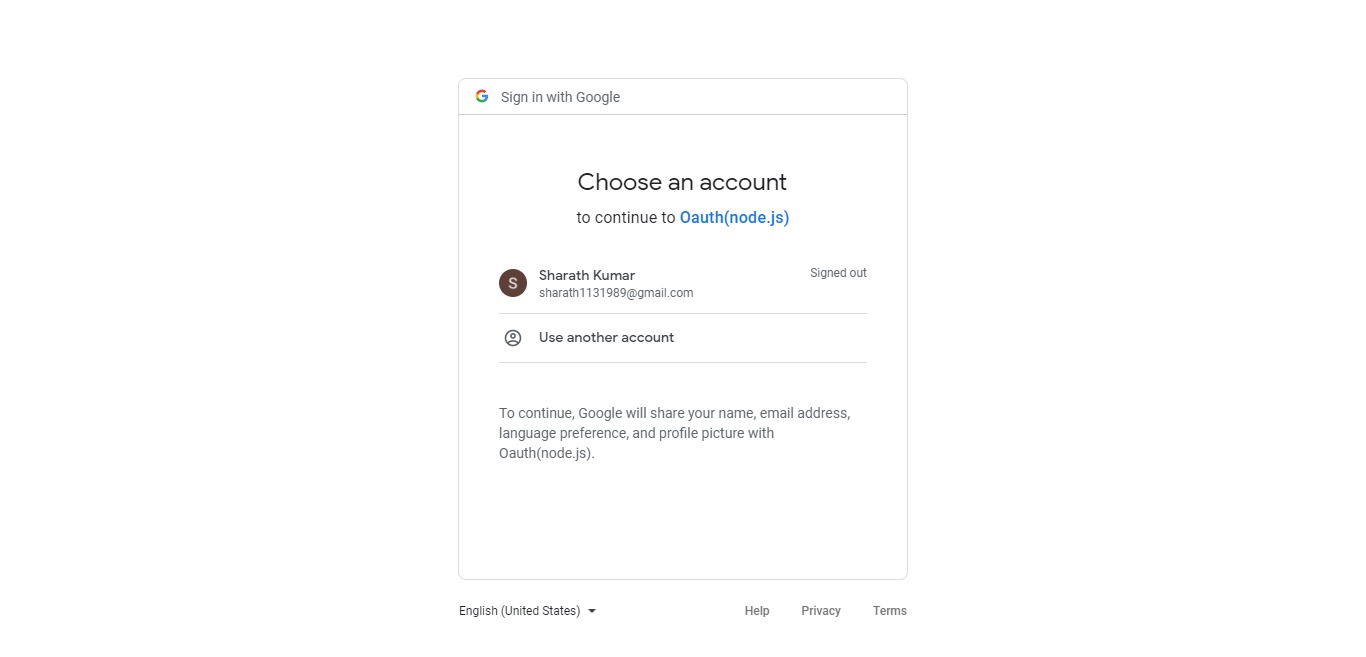 Sign in with Google
Choose an account
to continue to Oauth(node.js)
S
Sharath Kumar
Signed out
sharath1131989@gmail.com
Use another account
To continue, Google will share your name, email address,
language preference, and profile picture with
Oauth(node.js).
English (United States)
Help
Privacy
Terms